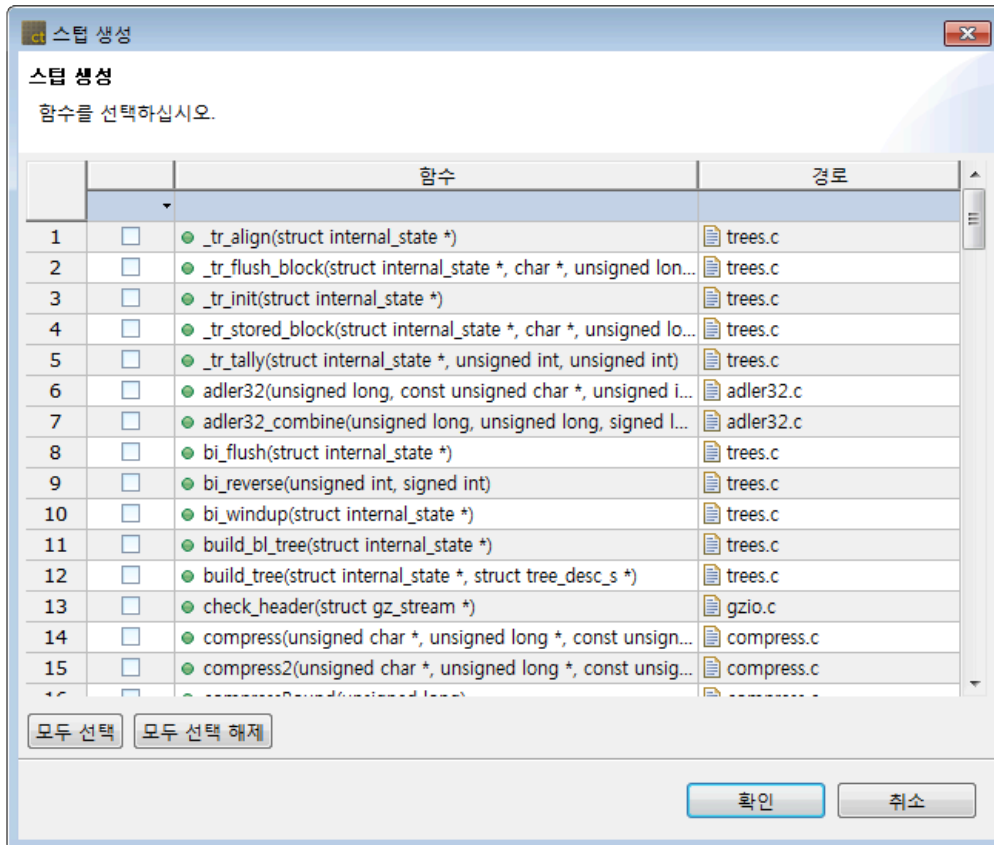 ct 스텁 생성
스텁 생성
함수를 선택하십시오.
함수 경로
1 _tr_align(struct internal_state *) trees.c
2 _tr_flush_block(struct internal_state *, char *, unsigned lon... trees.c
3 _tr_init(struct internal_state *) trees.c
4 _tr_stored_block(struct internal_state *, char *, unsigned lo... trees.c
5 _tr_tally(struct internal_state *, unsigned int, unsigned int) trees.c
6 adler32(unsigned long, const unsigned char *, unsigned i... adler32.c
7 adler32_combine(unsigned long, unsigned long, signed l... adler32.c
8 bi_flush(struct internal_state *) trees.c
9 bi_reverse(unsigned int, signed int) trees.c
10 bi_windup(struct internal_state *) trees.c
11 build_bl_tree(struct internal_state *) trees.c
12 build_tree(struct internal_state *, struct tree_desc_s *) trees.c
13 check_header(struct gz_stream *) gzio.c
14 compress(unsigned char *, unsigned long *, const unsign... compress.c
15 compress2(unsigned char *, unsigned long *, const unsig... compress.c
모두 선택 모두 선택 해제
확인 취소